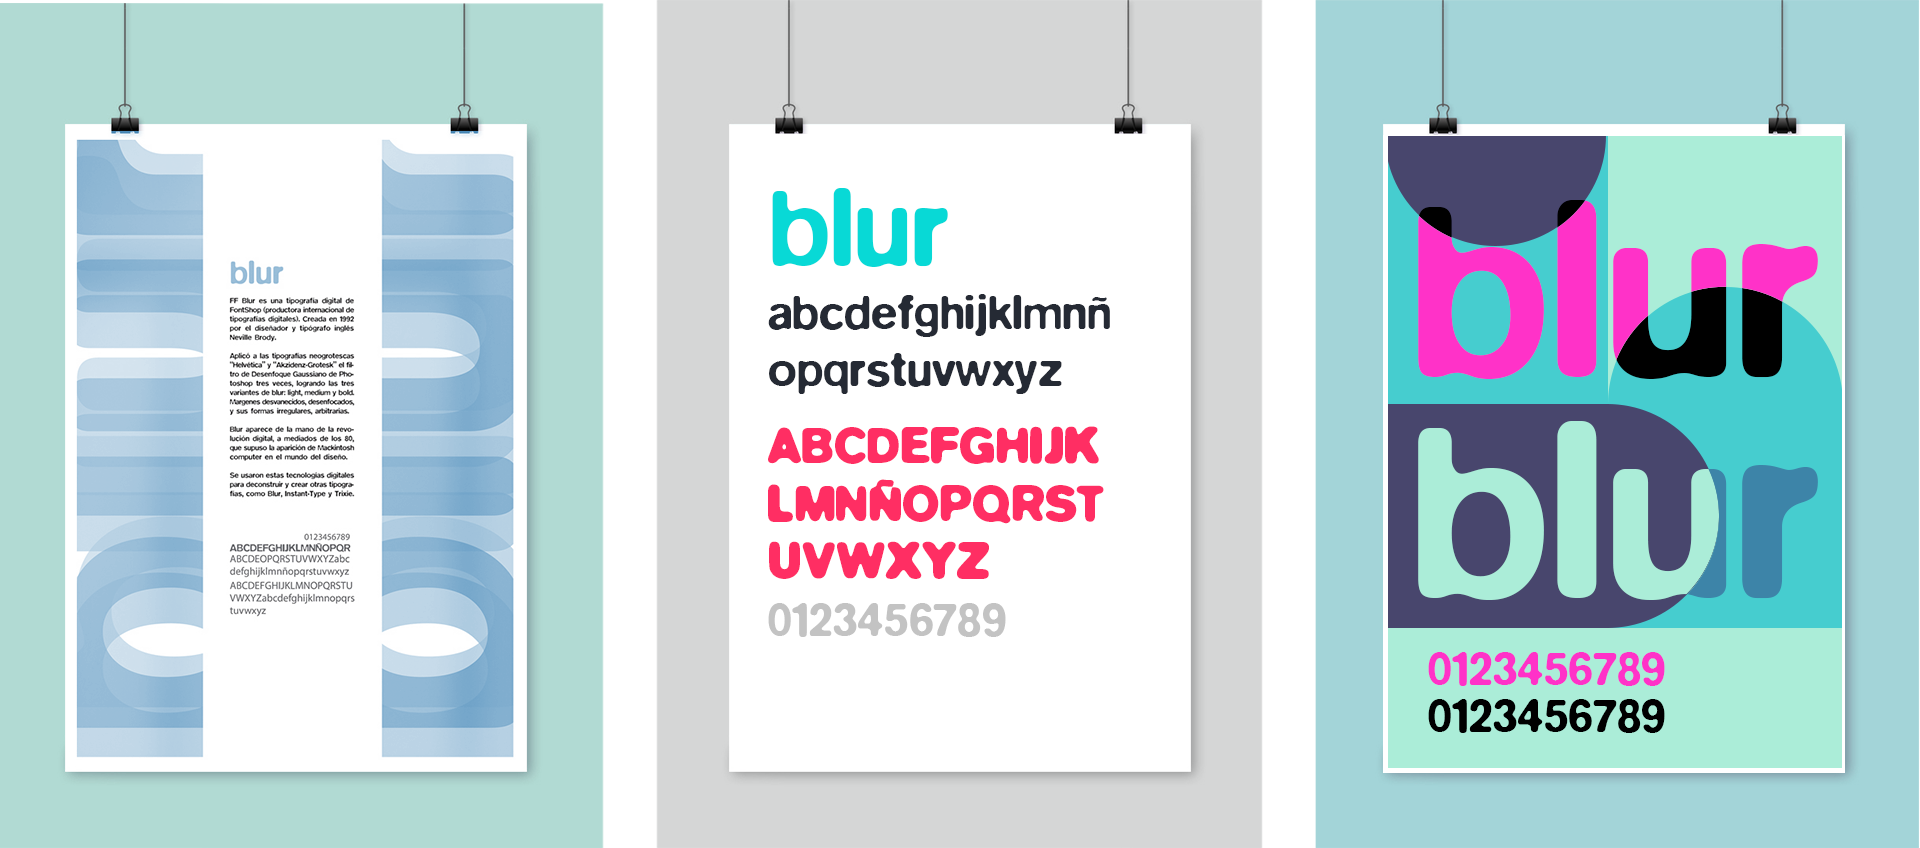 blur
FF Blur es una tipografía digital de
FontShop (productora internacional de
tipografías digitales). Creada en 1992
por el diseñador y tipógrafo inglés
Neville Brody.
Aplicó a las tipografías neogrotescas
"Helvética" y "Akzidenz-Grotesk" el fil-
tro de Desenfoque Gaussiano de Pho-
toshop tres veces, logrando las tres
variantes de blur: light, medium y bold.
Margenes desvanecidos, desenfocados,
y sus formas irregulares, arbitrarias.
Blur aparece de la mano de la revo-
lución digital, a mediados de los 80,
que supuso la aparición de Mackintosh
computer en el mundo del diseño.
Se usaron estas tecnologías digitales
para deconstruir y crear otras tipogra-
fías, como Blur, Instant-Type y Trixie.
0123456789
ABCDEFGHIJKLMNÑOPQR
ABCDEOPQRSTUVWXYZabc
defghijklmnñopqrstuvwxyz
ABCDEFGHIJKLMNOPQRSTU
VWXYZabcdefghijklmnopqrs
tuvwxyz
blur
abcdefghijklmnñ
opqrstuvwxyz
ABCDEFGHIJK
LMNÑOPQRST
UVWXYZ
0123456789
blur
blur
0123456789
0123456789